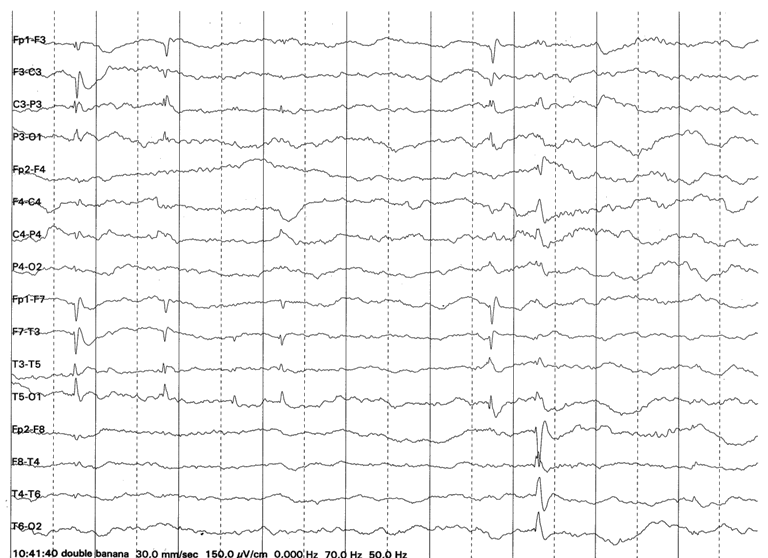 Fp1-F3
F3-C3
C3-P3
P3-O1
Fp2-F4
F4-C4
C4-P4
P4-O2
Fp1-F7
F7-T3
T3-T5
T5-O1
Fp2-F8
F8-T4
T4-T6
T6-O2
10:41:40 double banana 30.0 mm/sec 150.0 µV/cm 0.000 Hz 70.0 Hz 50.0 Hz